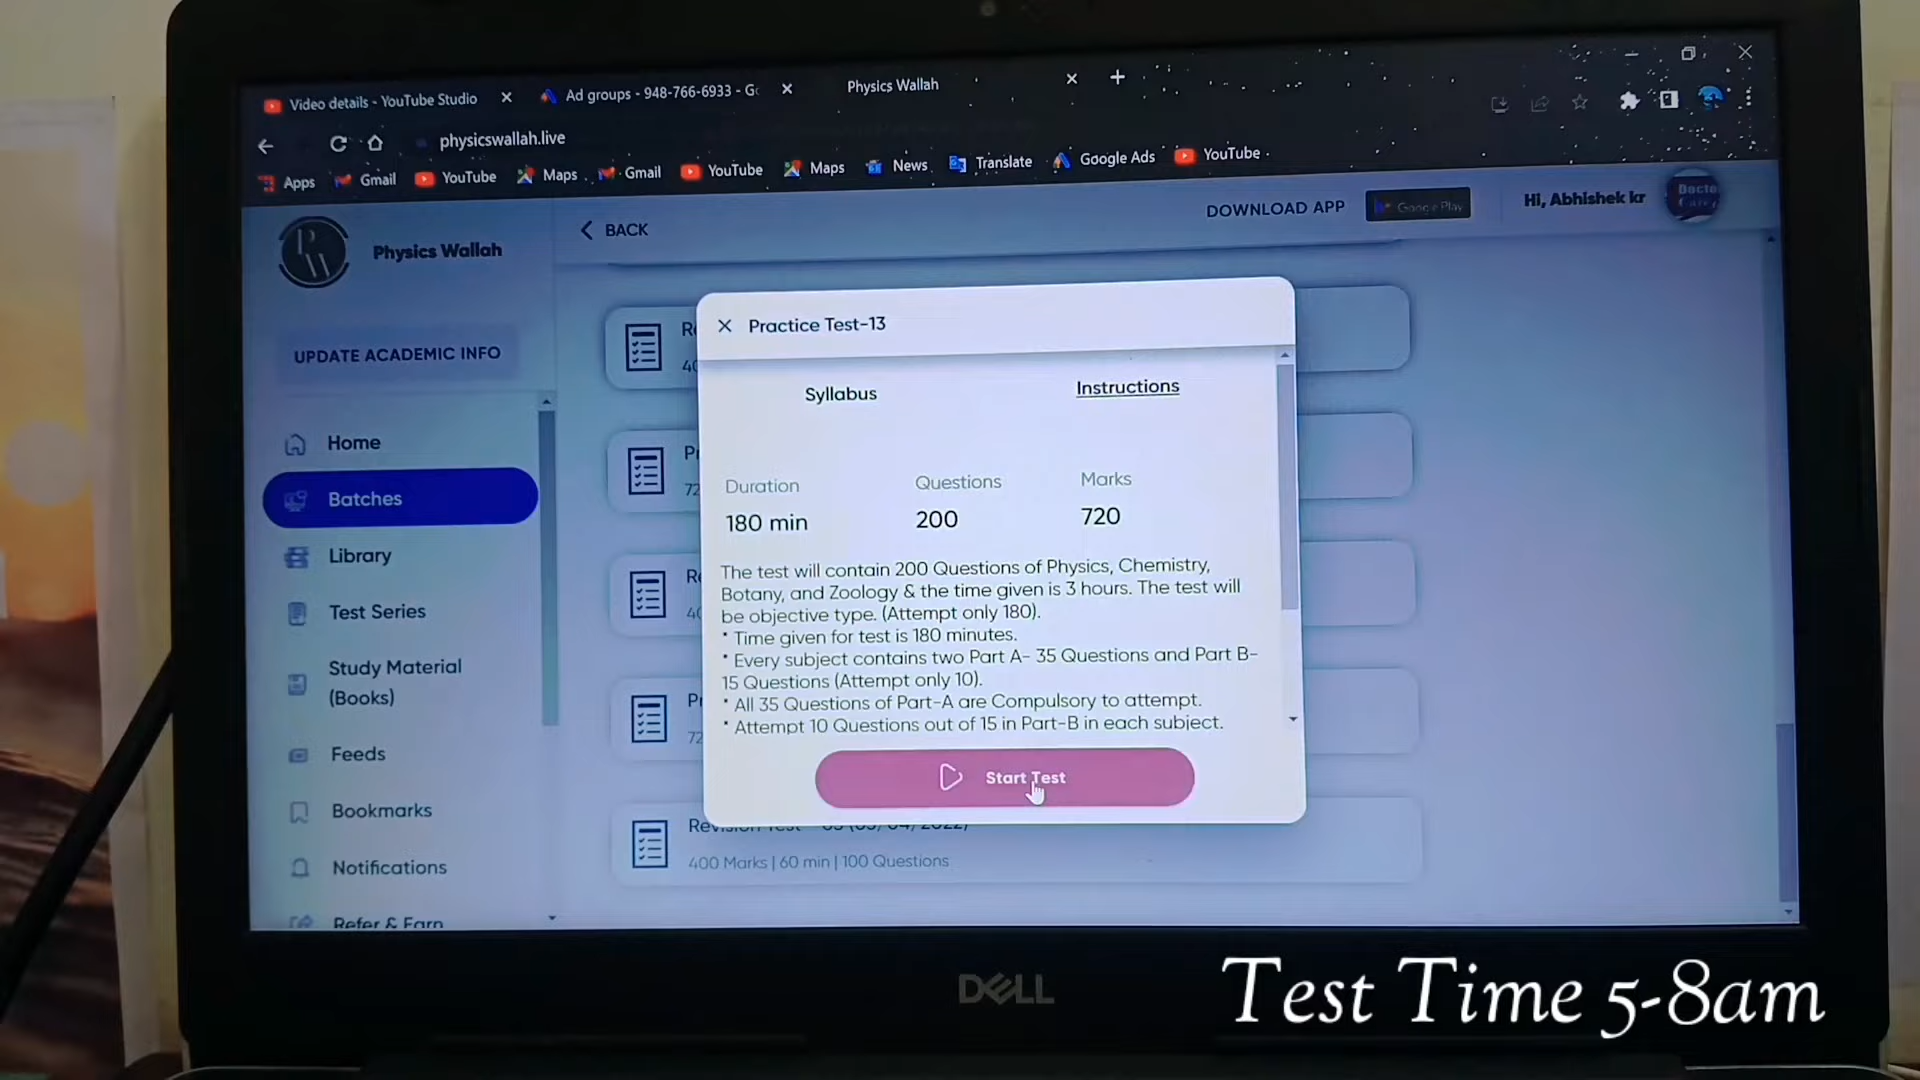 Video details - YouTube Studio
Ad groups - 948-766-6933 - G
Physics Wallah
physicswallah.live
Apps Gmail YouTube Maps Gmail YouTube Maps News Translate Google Ads YouTube
Physics Wallah
BACK
DOWNLOAD APP
Google Play
Hi, Abhishek kr
UPDATE ACADEMIC INFO
Home
Batches
Library
Test Series
Study Material
(Books)
Feeds
Bookmarks
Notifications
Refer & Earn
Practice Test-13
Syllabus
Instructions
Duration Questions Marks
180 min 200 720
The test will contain 200 Questions of Physics, Chemistry,
Botany, and Zoology & the time given is 3 hours. The test will
be objective type. (Attempt only 180).
* Time given for test is 180 minutes.
* Every subject contains two Part A- 35 Questions and Part B-
15 Questions (Attempt only 10).
* All 35 Questions of Part-A are Compulsory to attempt.
* Attempt 10 Questions out of 15 in Part-B in each subject.
Start Test
400 Marks | 60 min | 100 Questions
DELL
Test Time 5-8am